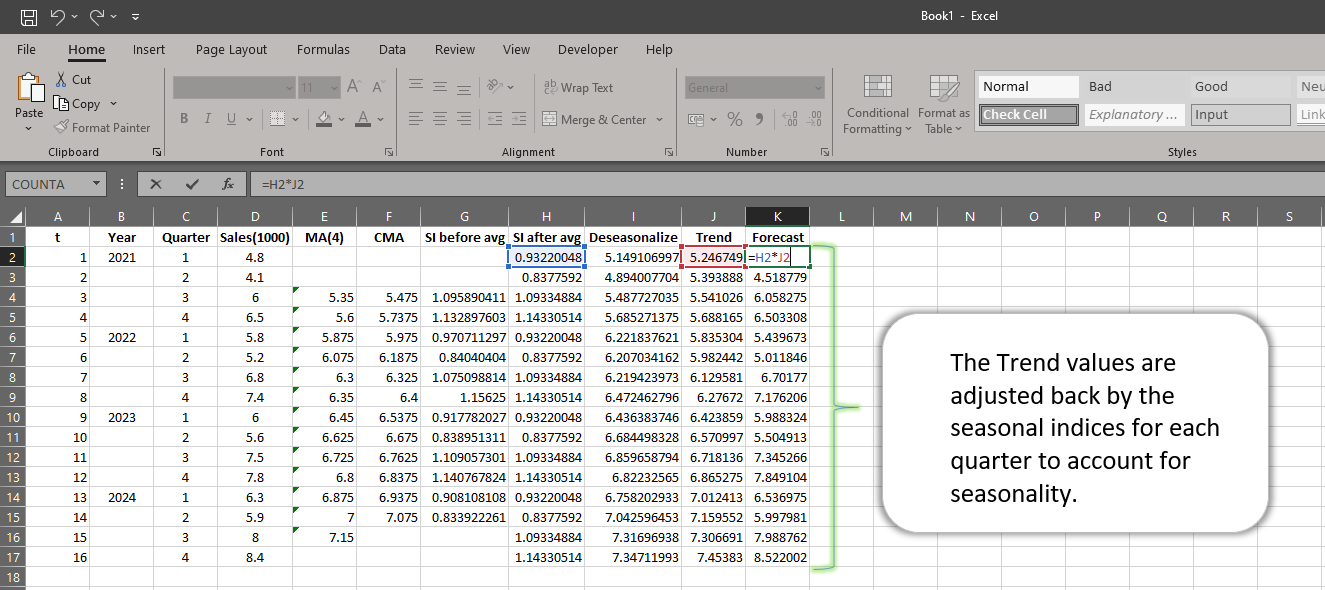 Book1 - Excel
File Home Insert Page Layout Formulas Data Review View Developer Help
Cut
Copy
Format Painter
Paste
Clipboard
11 A A
B I U A
Font
ab Wrap Text
Merge & Center
Alignment
General
% 9 .00 .00
Number
Conditional Formatting
Format as Table
Normal Bad Good Neu
Check Cell Explanatory ... Input Link
Styles
COUNTA fx =H2*J2
A B C D E F G H I J K L M N O P Q R S
1 t Year Quarter Sales(1000) MA(4) CMA SI before avg SI after avg Deseasonalize Trend Forecast
2 1 2021 1 4.8 0.93220048 5.149106997 5.246749 =H2*J2
3 2 2 4.1 0.8377592 4.894007704 5.393888 4.518779
4 3 3 6 5.35 5.475 1.095890411 1.09334884 5.487727035 5.541026 6.058275
5 4 4 6.5 5.6 5.7375 1.132897603 1.14330514 5.685271375 5.688165 6.503308
6 5 2022 1 5.8 5.875 5.975 0.970711297 0.93220048 6.221837621 5.835304 5.439673
7 6 2 5.2 6.075 6.1875 0.84040404 0.8377592 6.207034162 5.982442 5.011846
8 7 3 6.8 6.3 6.325 1.075098814 1.09334884 6.219423973 6.129581 6.70177
9 8 4 7.4 6.35 6.4 1.15625 1.14330514 6.472462796 6.27672 7.176206
10 9 2023 1 6 6.45 6.5375 0.917782027 0.93220048 6.436383746 6.423859 5.988324
11 10 2 5.6 6.625 6.675 0.838951311 0.8377592 6.684498328 6.570997 5.504913
12 11 3 7.5 6.725 6.7625 1.109057301 1.09334884 6.859658794 6.718136 7.345266
13 12 4 7.8 6.8 6.8375 1.140767824 1.14330514 6.82232565 6.865275 7.849104
14 13 2024 1 6.3 6.875 6.9375 0.908108108 0.93220048 6.758202933 7.012413 6.536975
15 14 2 5.9 7 7.075 0.833922261 0.8377592 7.042596453 7.159552 5.997981
16 15 3 8 7.15 1.09334884 7.31696938 7.306691 7.988762
17 16 4 8.4 1.14330514 7.34711993 7.45383 8.522002
18
The Trend values are
adjusted back by the
seasonal indices for each
quarter to account for
seasonality.